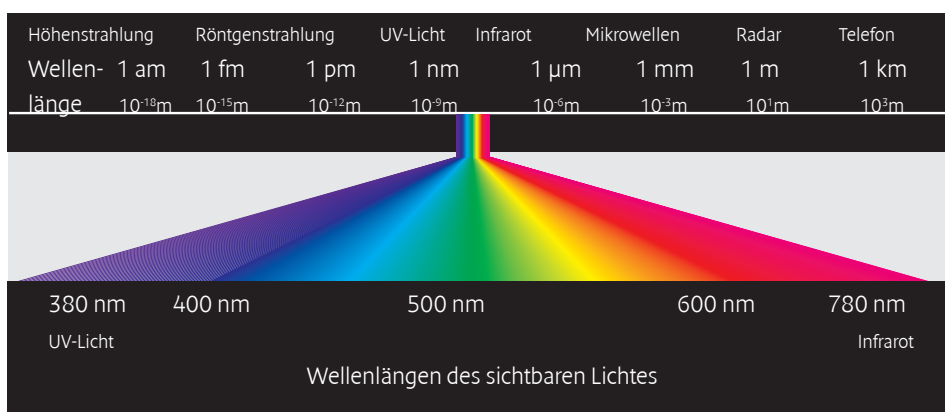 Höhenstrahlung Röntgenstrahlung UV-Licht Infrarot Mikrowellen Radar Telefon
Wellen- 1 am 1 fm 1 pm 1 nm 1 µm 1 mm 1 m 1 km
länge 10⁻¹⁸m 10⁻¹⁵m 10⁻¹²m 10⁻⁹m 10⁻⁶m 10⁻³m 10¹m 10³m
380 nm 400 nm 500 nm 600 nm 780 nm
UV-Licht Infrarot
Wellenlängen des sichtbaren Lichtes